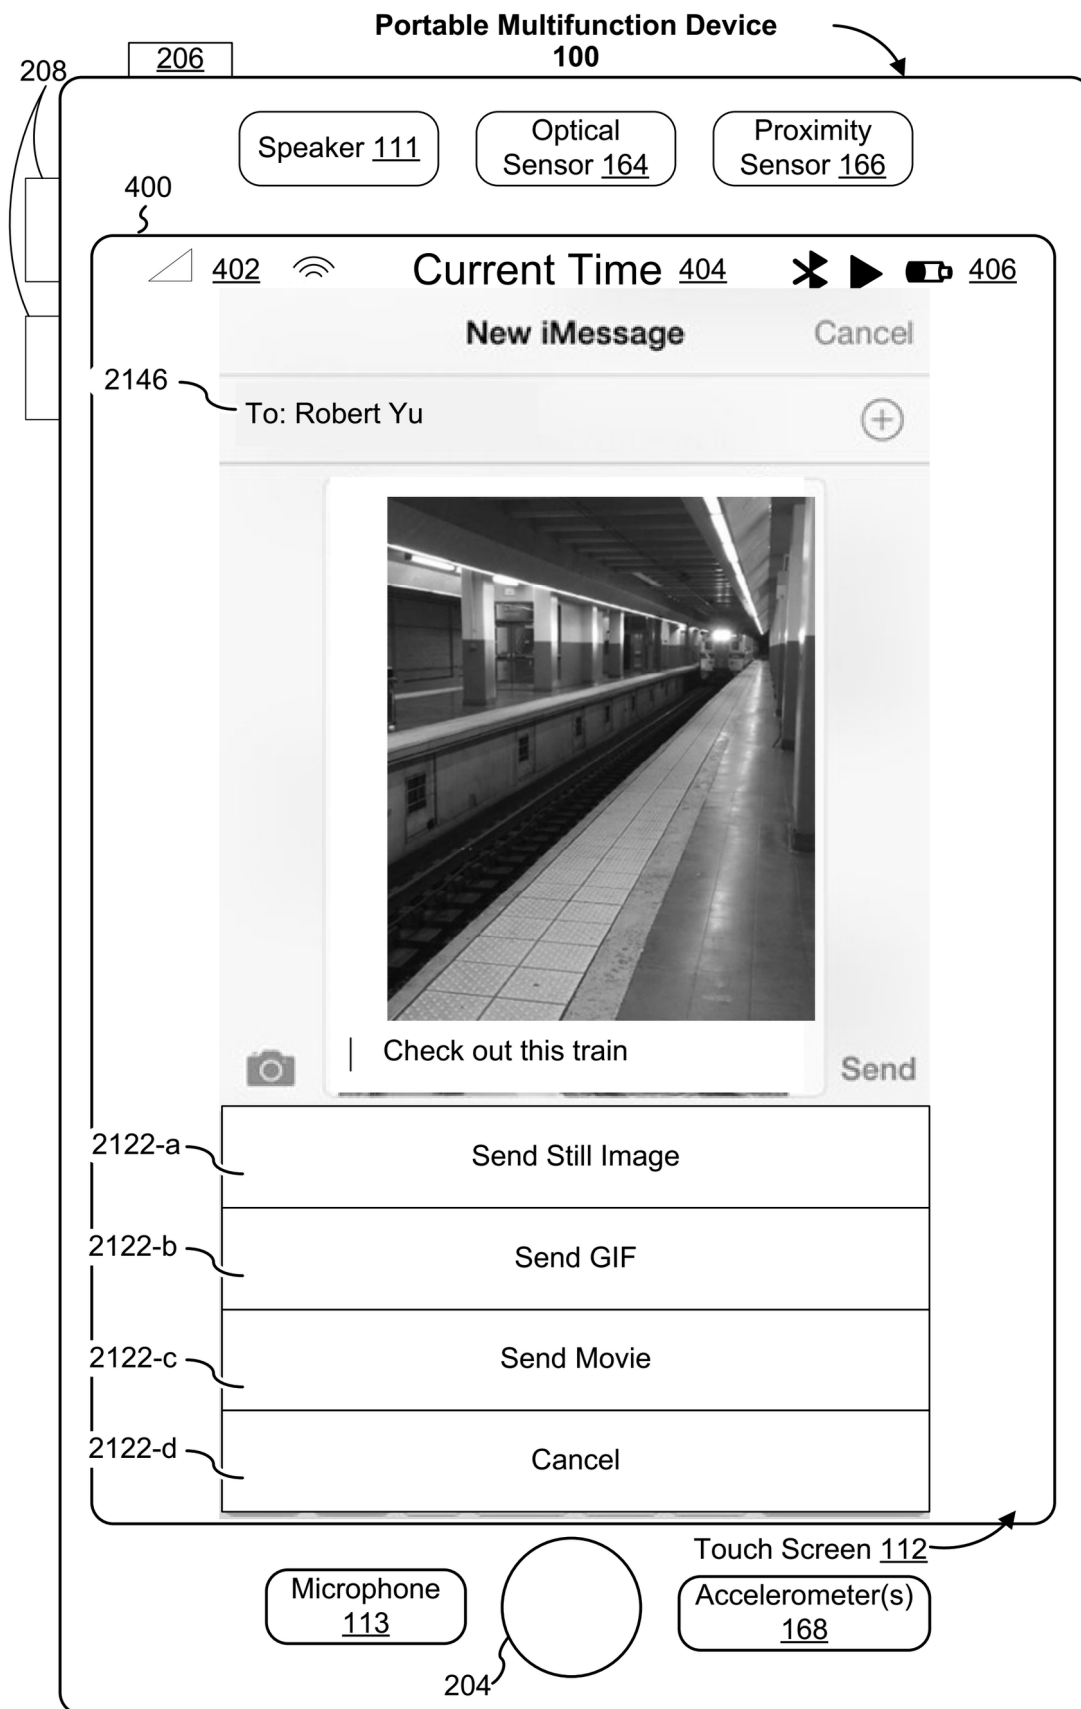 Portable Multifunction Device
100
206
208
Speaker 111
Optical
Sensor 164
Proximity
Sensor 166
400
402
Current Time 404
406
New iMessage
Cancel
2146
To: Robert Yu
Check out this train
Send
2122-a
Send Still Image
2122-b
Send GIF
2122-c
Send Movie
2122-d
Cancel
Touch Screen 112
Microphone
113
Accelerometer(s)
168
204